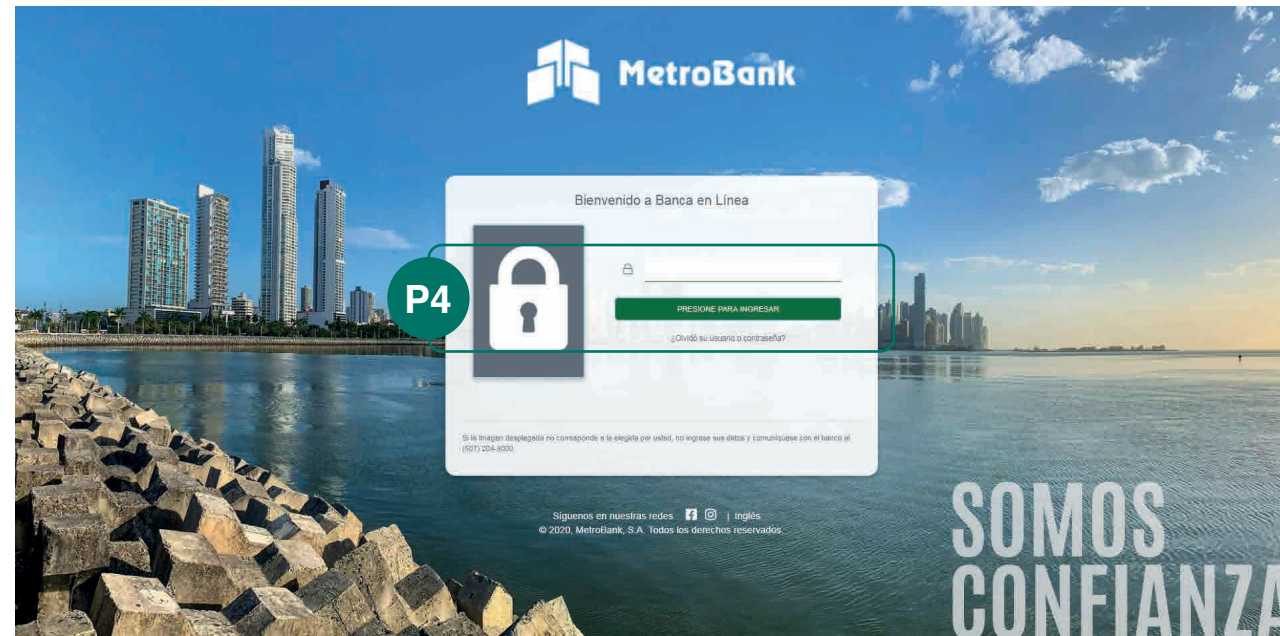 MetroBank
Bienvenido a Banca en Línea
P4
PRESIONE PARA INGRESAR
¿Olvidó su usuario o contraseña?
Si la imagen desplegada no corresponde a la elegida por usted, no ingrese sus datos y comuníquese con el banco al
(507) 204-9000
Síguenos en nuestras redes | Inglés
© 2020, MetroBank, S.A. Todos los derechos reservados
SOMOS
CONFIANZA